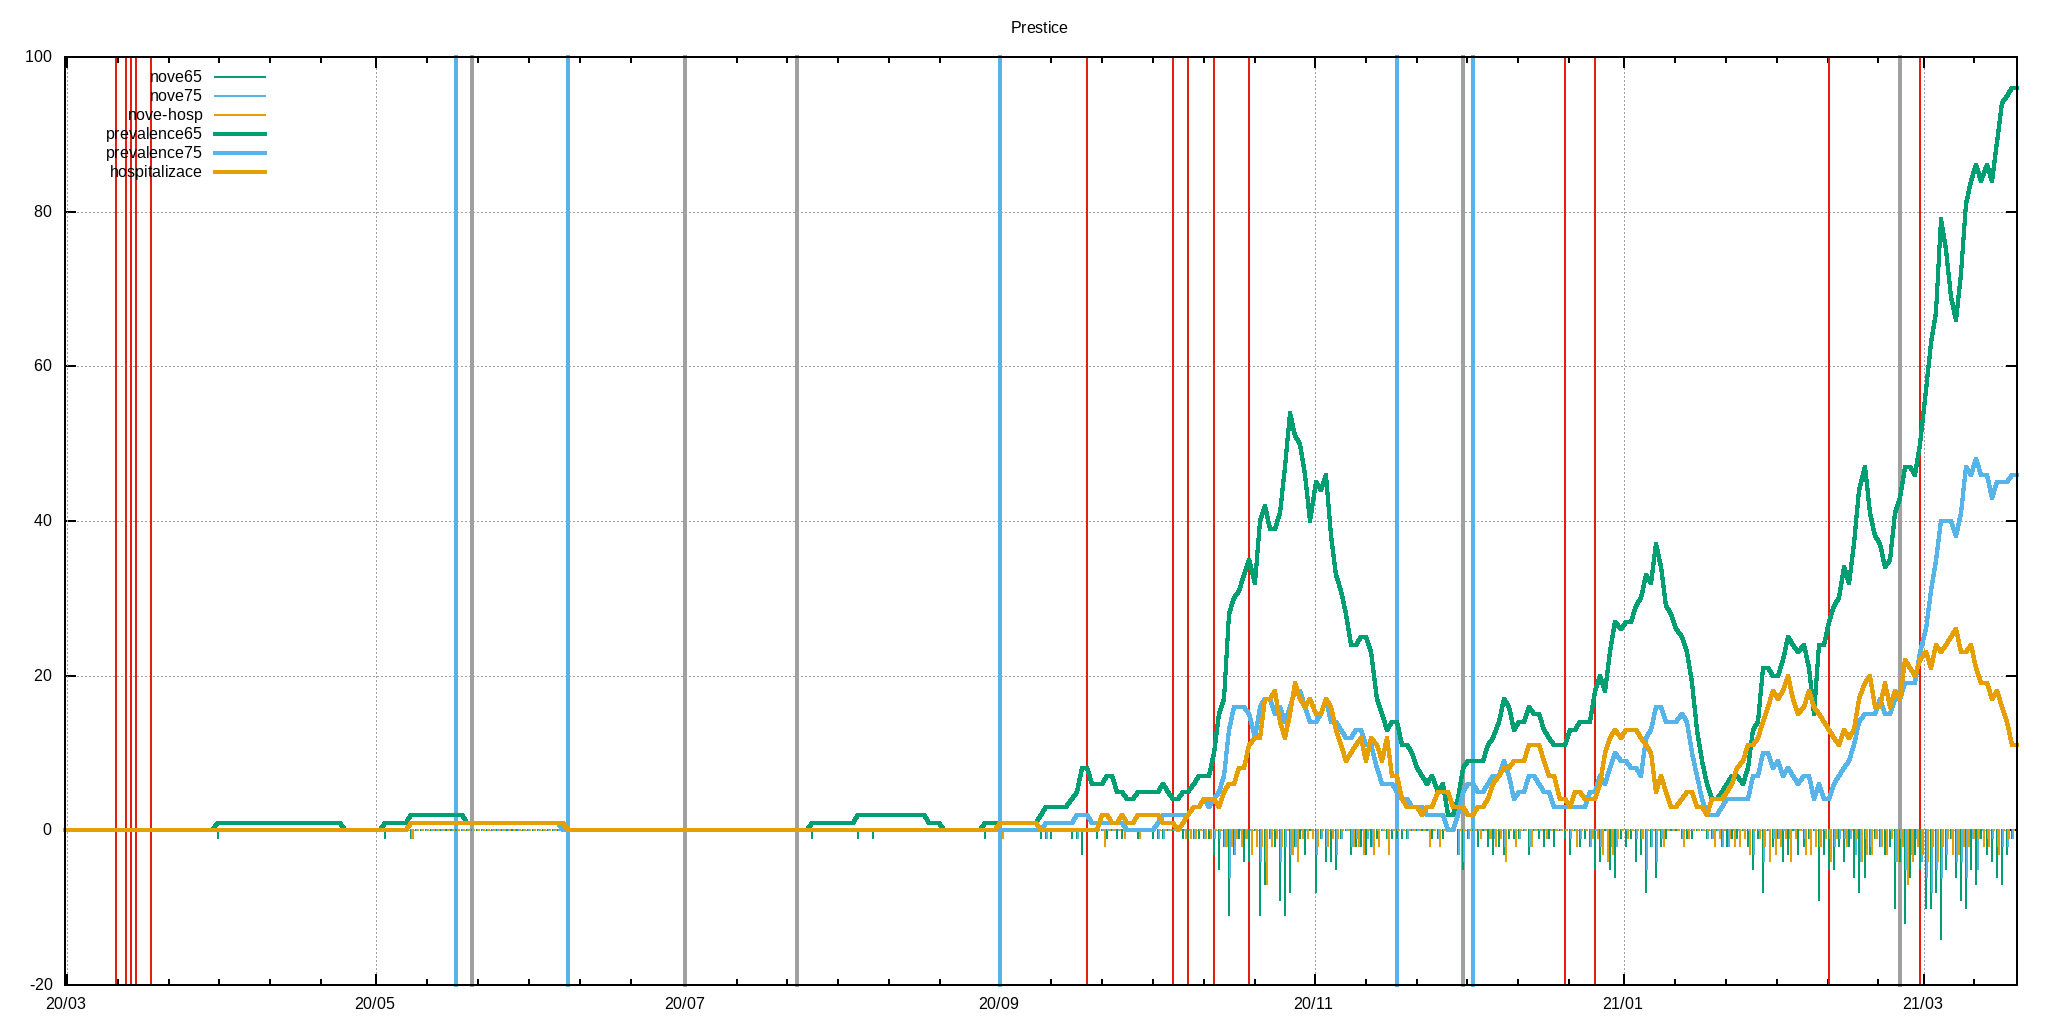 Prestice
100
80
60
40
20
0
-20
nove65
nove75
nove-hosp
prevalence65
prevalence75
hospitalizace
20/03 20/05 20/07 20/09 20/11 21/01 21/03